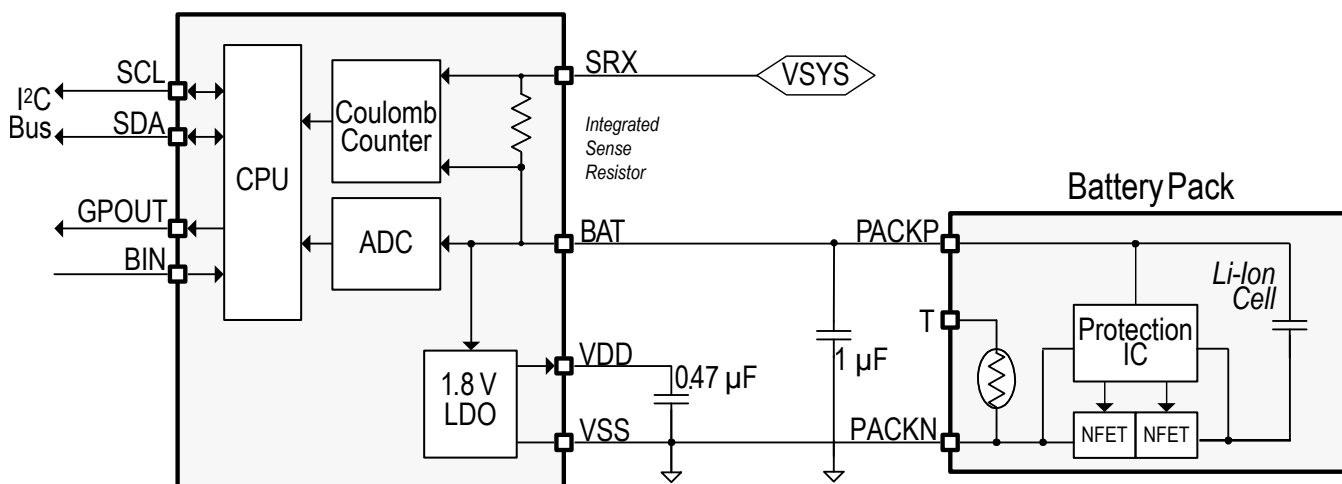 SCL
I²C
Bus
SDA
GPOUT
BIN
CPU
Coulomb
Counter
ADC
1.8 V
LDO
SRX
VSYS
Integrated
Sense
Resistor
BAT
VDD
0.47 µF
VSS
1 µF
Battery Pack
PACKP
T
PACKN
Protection
IC
NFET
NFET
Li-Ion
Cell